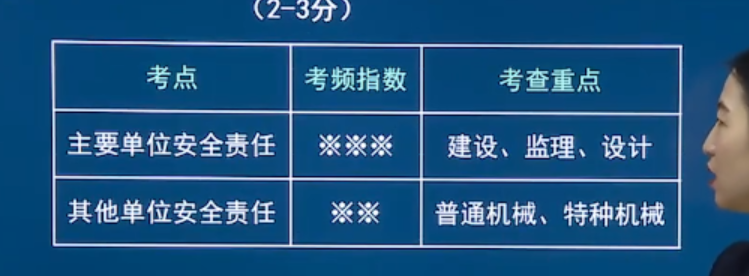 （2-3分）
考点 考频指数 考查重点
主要单位安全责任 ※※※ 建设、监理、设计
其他单位安全责任 ※※ 普通机械、特种机械